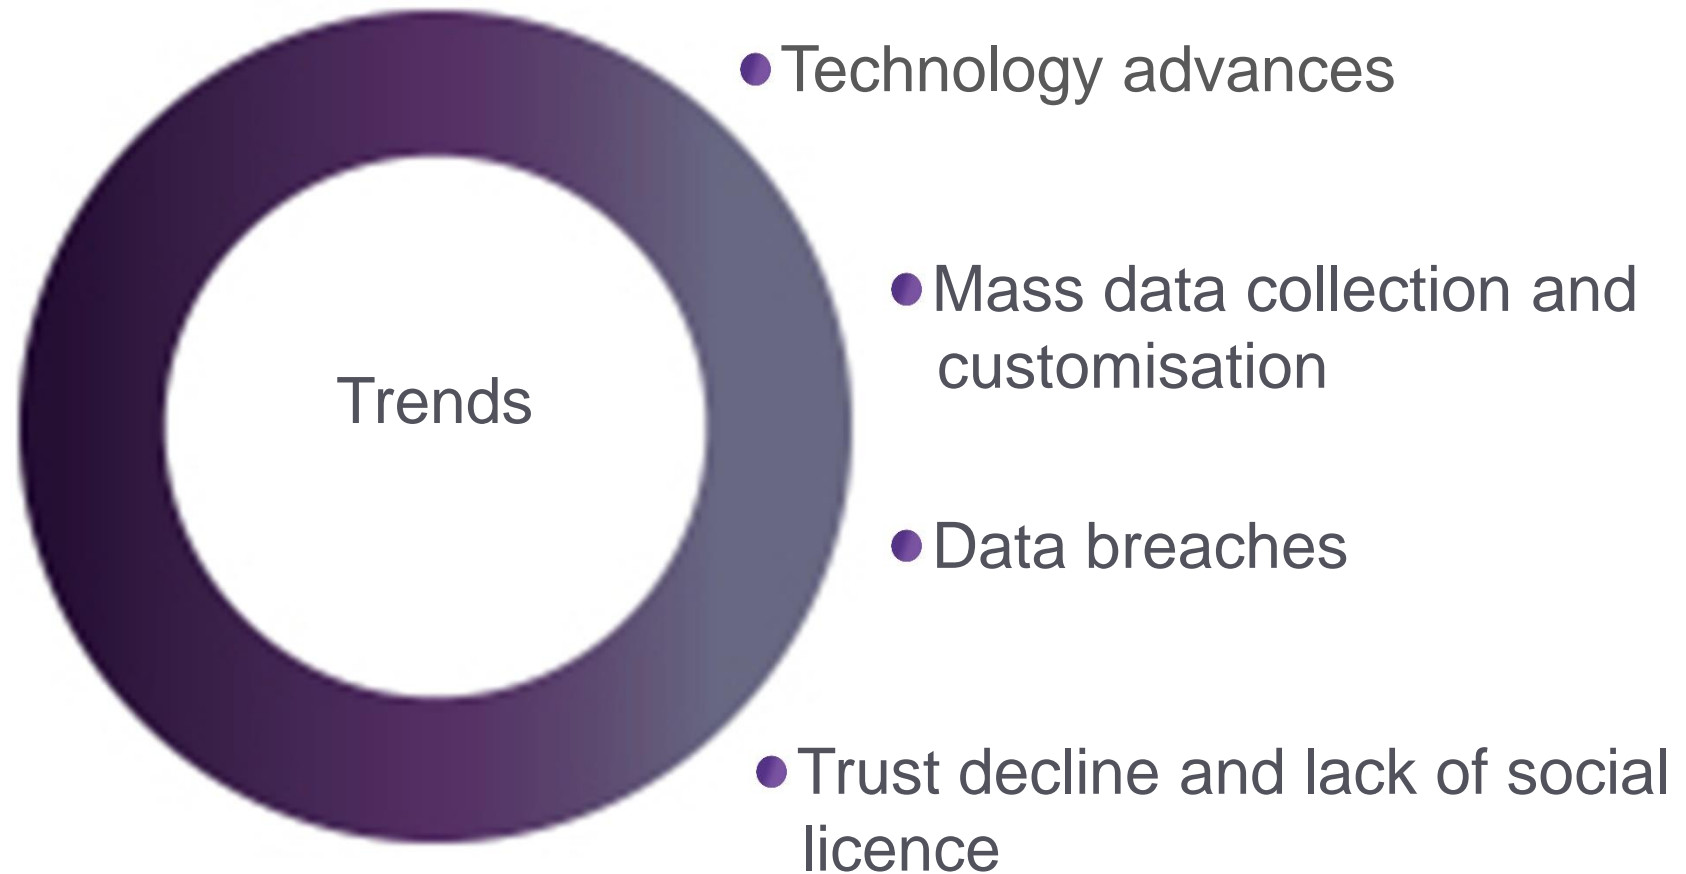 Trends
Technology advances
Mass data collection and
customisation
Data breaches
Trust decline and lack of social
licence